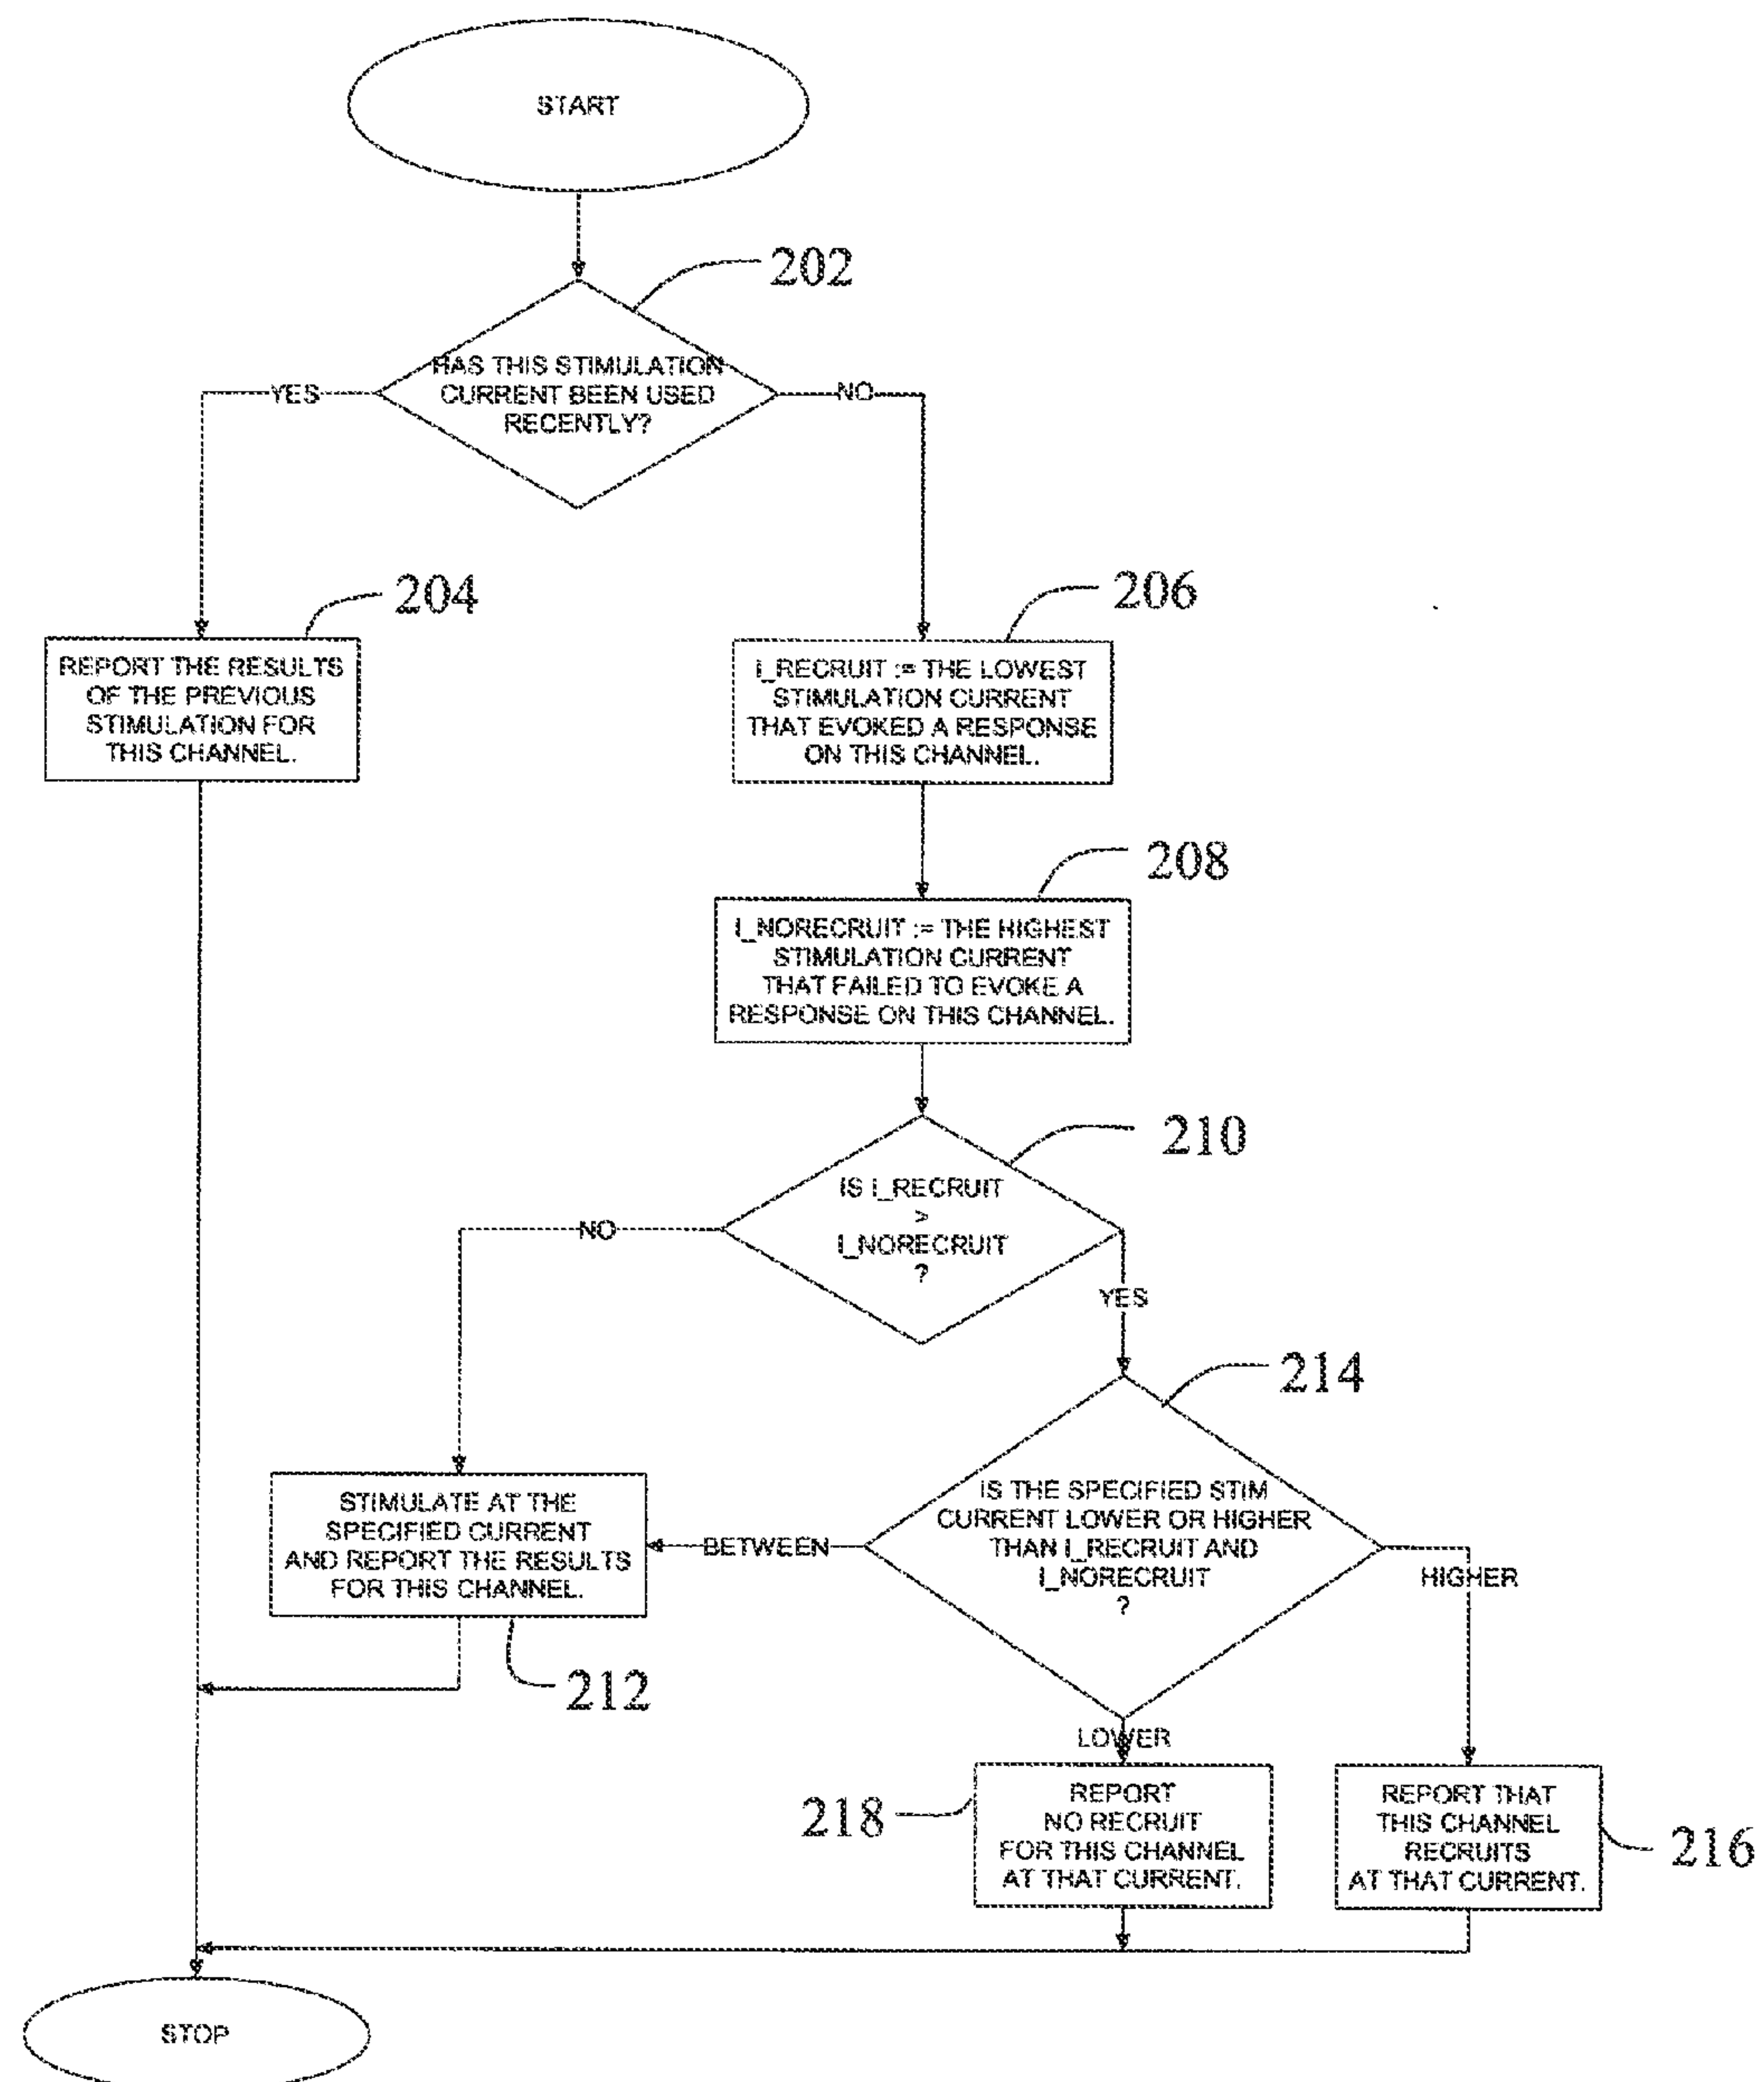 START
202
HAS THIS STIMULATION
CURRENT BEEN USED
RECENTLY?
YES
NO
204
REPORT THE RESULTS
OF THE PREVIOUS
STIMULATION FOR
THIS CHANNEL.
206
I_RECRUIT := THE LOWEST
STIMULATION CURRENT
THAT EVOKED A RESPONSE
ON THIS CHANNEL.
208
I_NORECRUIT := THE HIGHEST
STIMULATION CURRENT
THAT FAILED TO EVOKE A
RESPONSE ON THIS CHANNEL.
210
IS I_RECRUIT
>
I_NORECRUIT
?
NO
YES
214
IS THE SPECIFIED STIM
CURRENT LOWER OR HIGHER
THAN I_RECRUIT AND
I_NORECRUIT
?
BETWEEN
HIGHER
LOWER
STIMULATE AT THE
SPECIFIED CURRENT
AND REPORT THE RESULTS
FOR THIS CHANNEL.
212
218
REPORT
NO RECRUIT
FOR THIS CHANNEL
AT THAT CURRENT.
REPORT THAT
THIS CHANNEL
RECRUITS
AT THAT CURRENT.
216
STOP